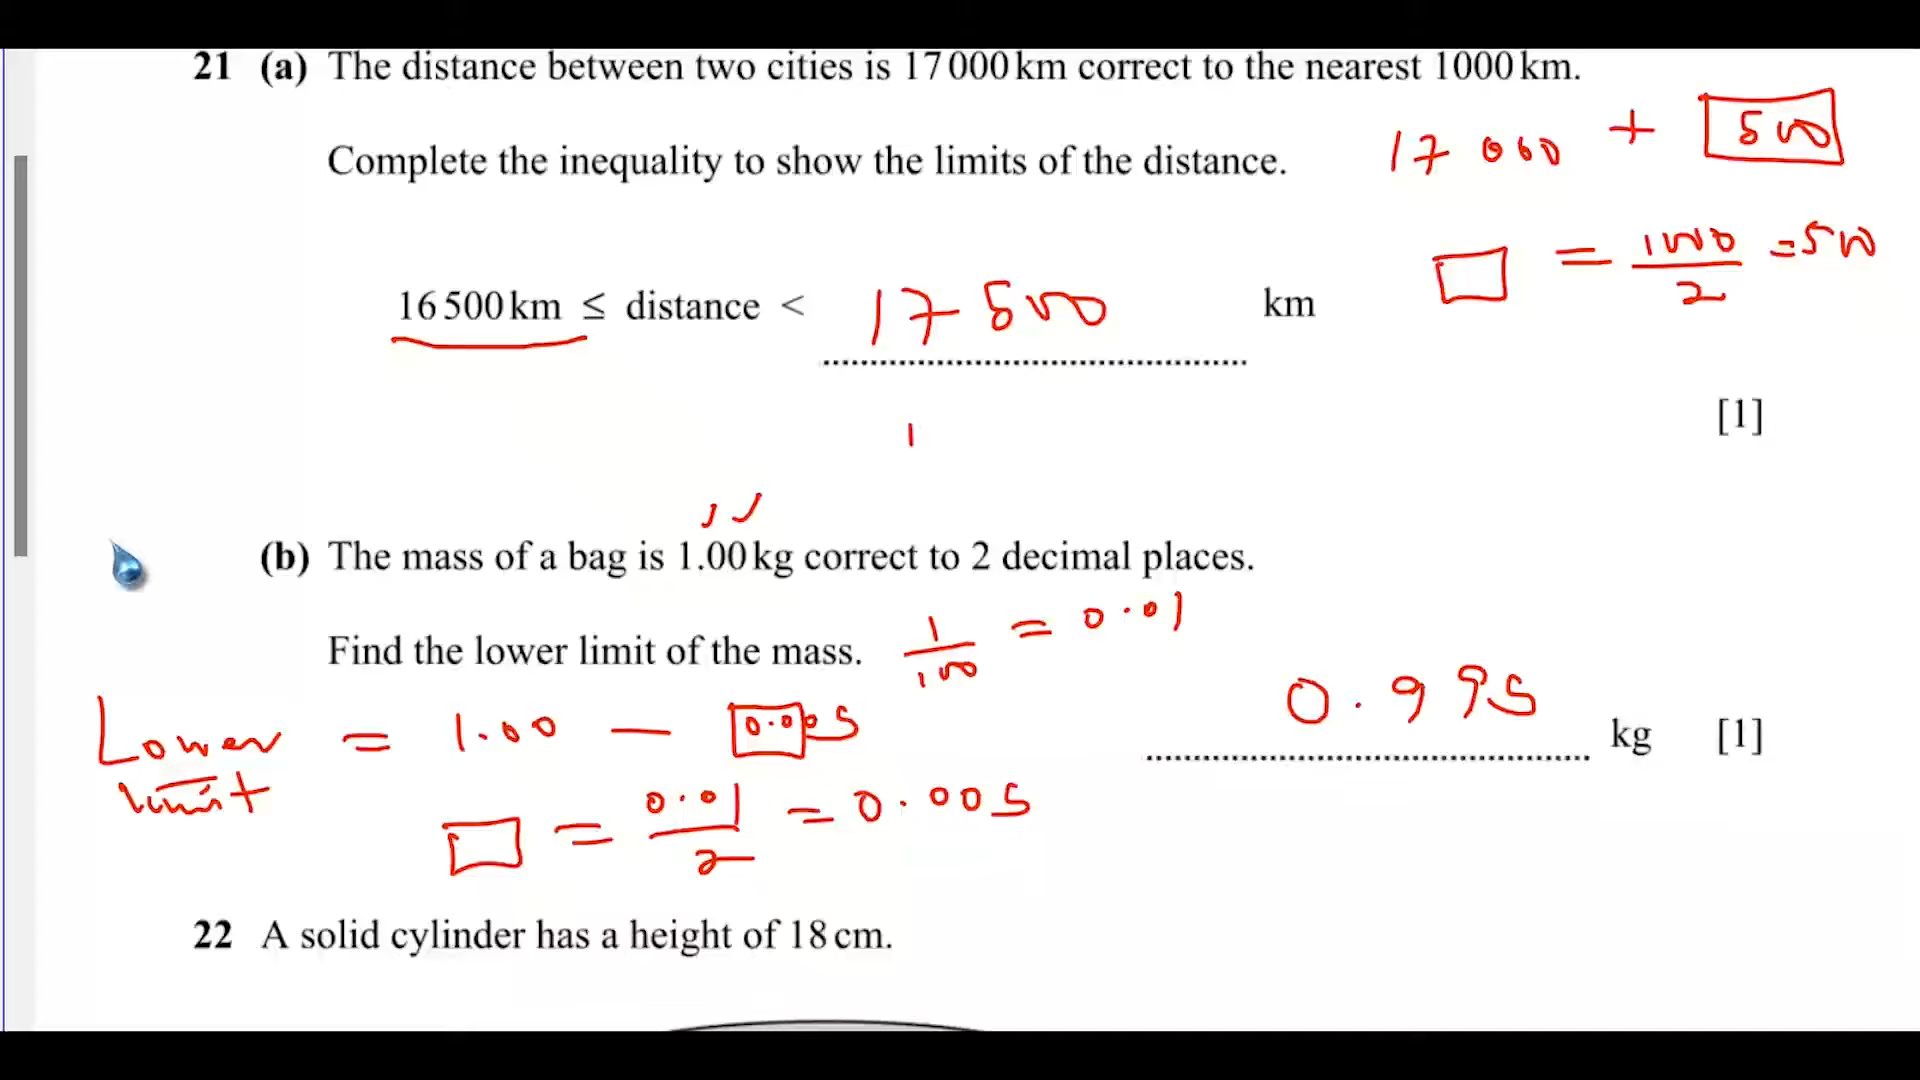 21 (a) The distance between two cities is 17 000 km correct to the nearest 1000 km.
17 000 + 500
Complete the inequality to show the limits of the distance.
= 1000 / 2 = 500
16 500 km ≤ distance < 17 500 km
[1]
(b) The mass of a bag is 1.00 kg correct to 2 decimal places.
1 / 100 = 0.01
Find the lower limit of the mass.
0.995 kg [1]
Lower limit = 1.00 — 0.005
= 0.01 / 2 = 0.005
22 A solid cylinder has a height of 18 cm.